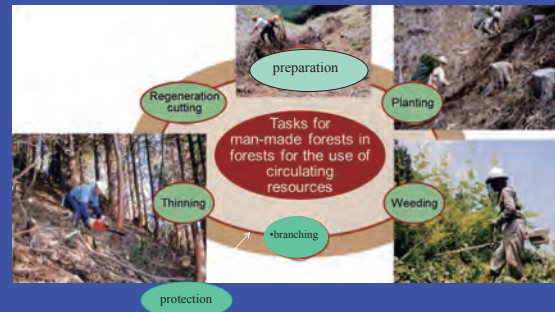 preparation
Regeneration
cutting
Planting
Tasks for
man-made forests in
forests for the use of
circulating
resources
Thinning
Weeding
•branching
protection